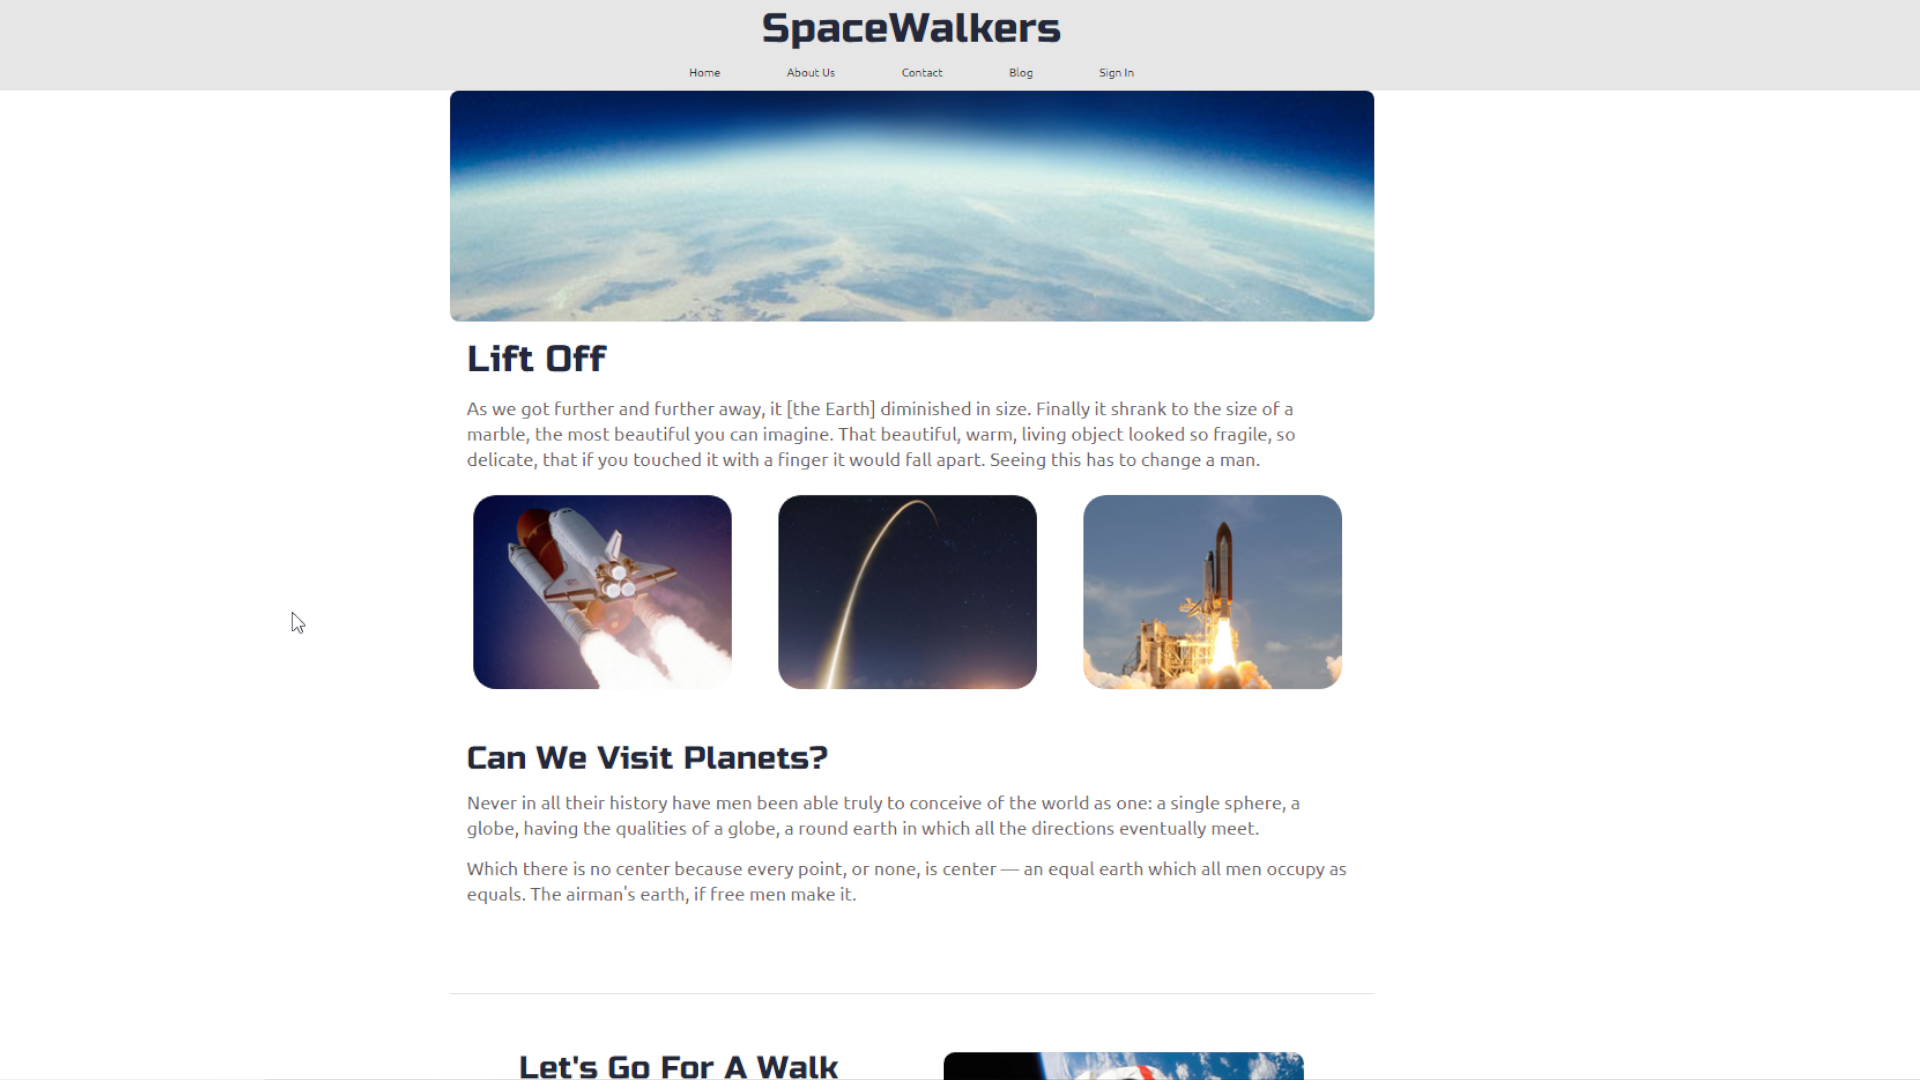 SpaceWalkers
Home About Us Contact Blog Sign In
Lift Off
As we got further and further away, it [the Earth] diminished in size. Finally it shrank to the size of a
marble, the most beautiful you can imagine. That beautiful, warm, living object looked so fragile, so
delicate, that if you touched it with a finger it would fall apart. Seeing this has to change a man.
Can We Visit Planets?
Never in all their history have men been able truly to conceive of the world as one: a single sphere, a
globe, having the qualities of a globe, a round earth in which all the directions eventually meet.
Which there is no center because every point, or none, is center — an equal earth which all men occupy as
equals. The airman's earth, if free men make it.
Let's Go For A Walk